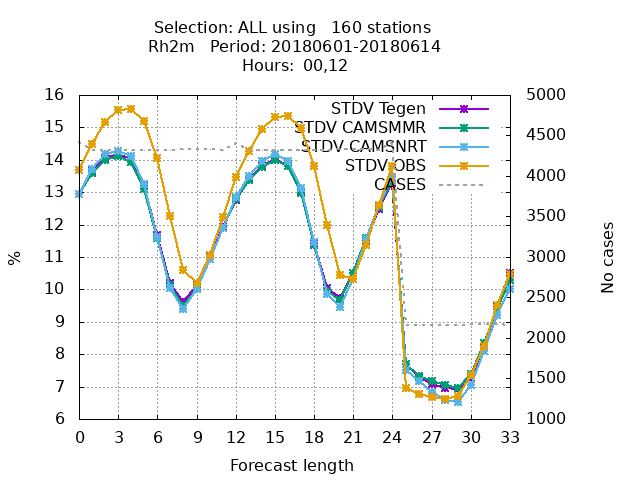 Selection: ALL using   160 stations
Rh2m   Period: 20180601-20180614
Hours: 00,12
%
No cases
16
15
14
13
12
11
10
9
8
7
6
5000
4500
4000
3500
3000
2500
2000
1500
1000
STDV Tegen
STDV CAMSMMR
STDV CAMSNRT
STDV OBS
CASES
0 3 6 9 12 15 18 21 24 27 30 33
Forecast length